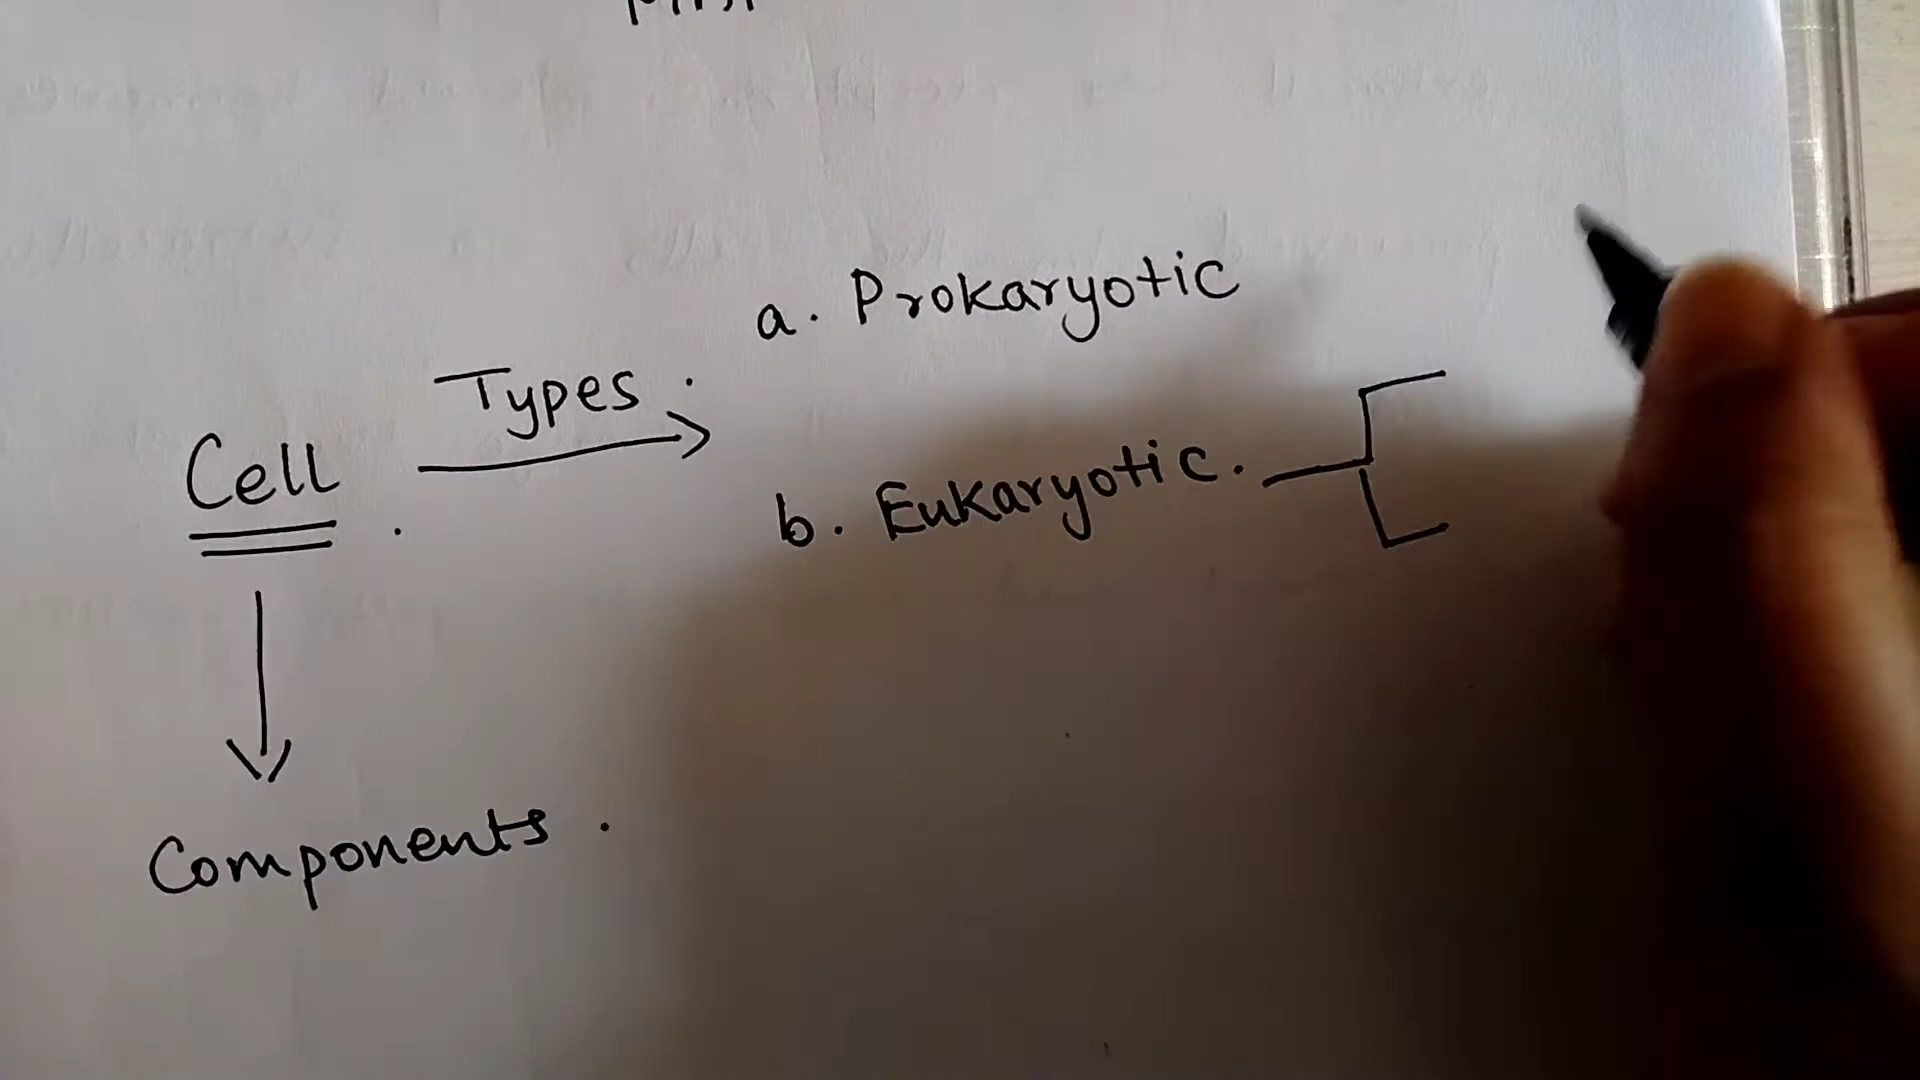 a. Prokaryotic
Types.
Cell.
b. Eukaryotic.
Components.